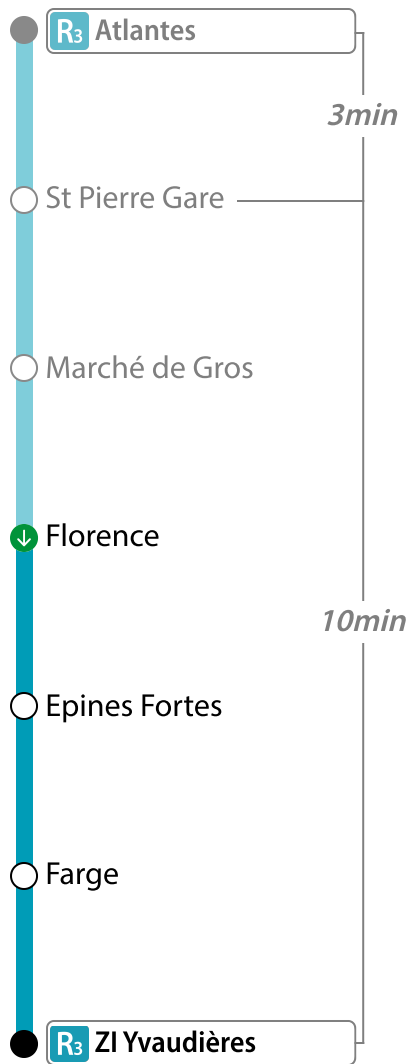 R3 Atlantes
3min
St Pierre Gare
Marché de Gros
Florence
10min
Epines Fortes
Farge
R3 ZI Yvaudières